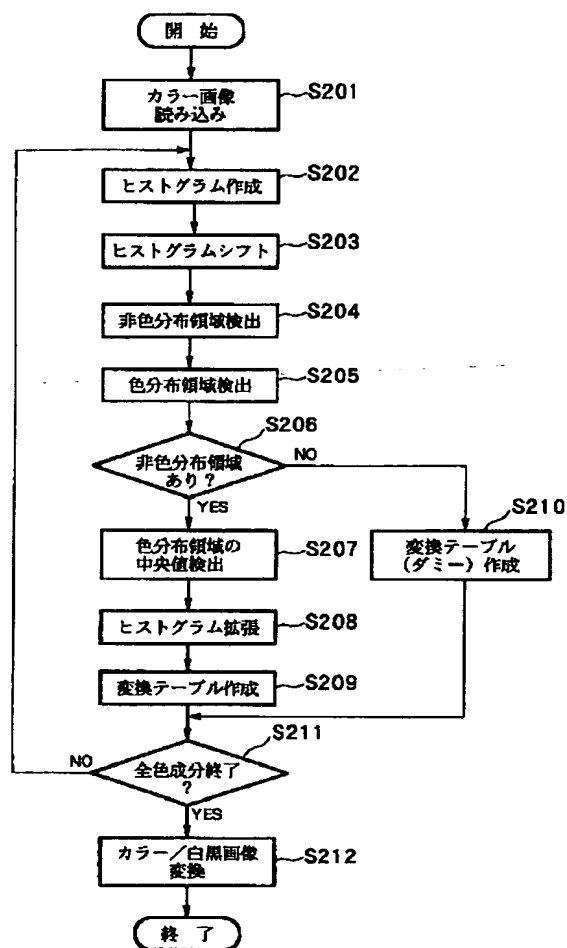 開 始
カラー画像
読み込み
S201
ヒストグラム作成
S202
ヒストグラムシフト
S203
非色分布領域検出
S204
色分布領域検出
S205
S206
非色分布領域
あり?
NO
YES
色分布領域の
中央値検出
S207
S210
変換テーブル
(ダミー)作成
ヒストグラム拡張
S208
変換テーブル作成
S209
S211
全色成分終了
?
NO
YES
カラー/白黒画像
変換
S212
終 了